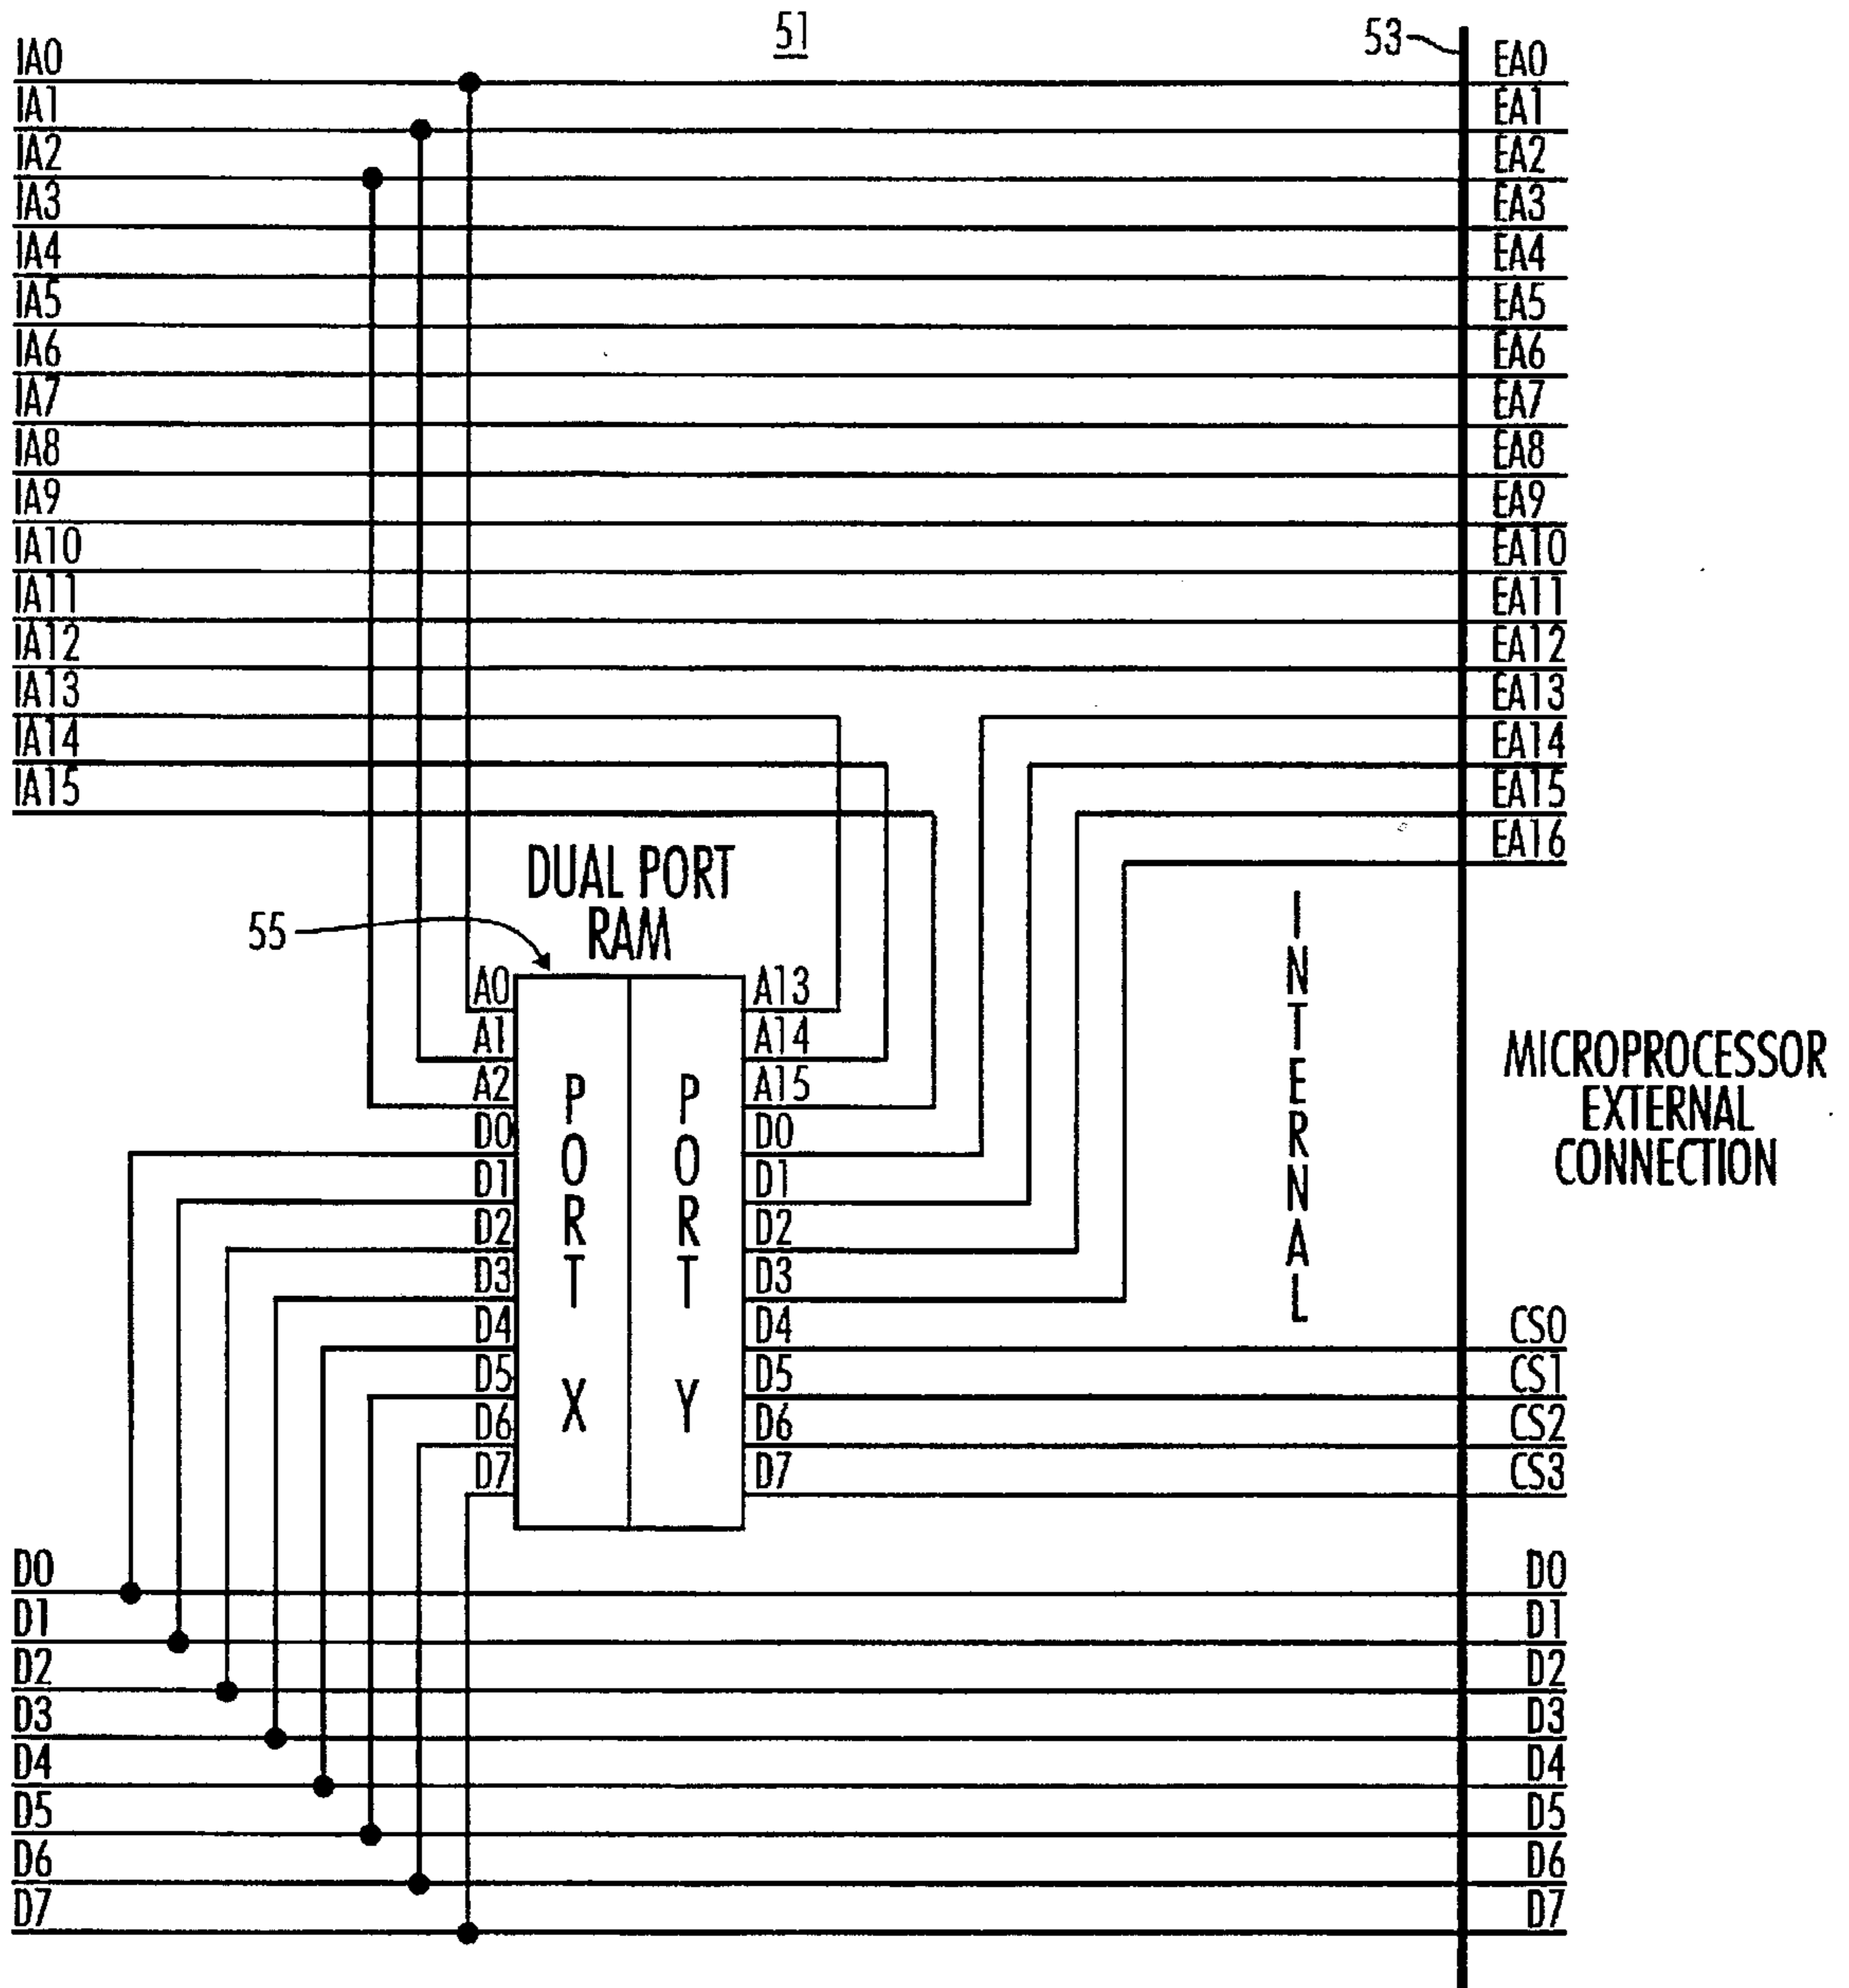 51
53
IA0
IA1
IA2
IA3
IA4
IA5
IA6
IA7
IA8
IA9
IA10
IA11
IA12
IA13
IA14
IA15
EA0
EA1
EA2
EA3
EA4
EA5
EA6
EA7
EA8
EA9
EA10
EA11
EA12
EA13
EA14
EA15
EA16
DUAL PORT
RAM
55
A0
A1
A2
D0
D1
D2
D3
D4
D5
D6
D7
PORT X
PORT Y
A13
A14
A15
D0
D1
D2
D3
D4
D5
D6
D7
INTERNAL
MICROPROCESSOR
EXTERNAL
CONNECTION
CS0
CS1
CS2
CS3
D0
D1
D2
D3
D4
D5
D6
D7
D0
D1
D2
D3
D4
D5
D6
D7